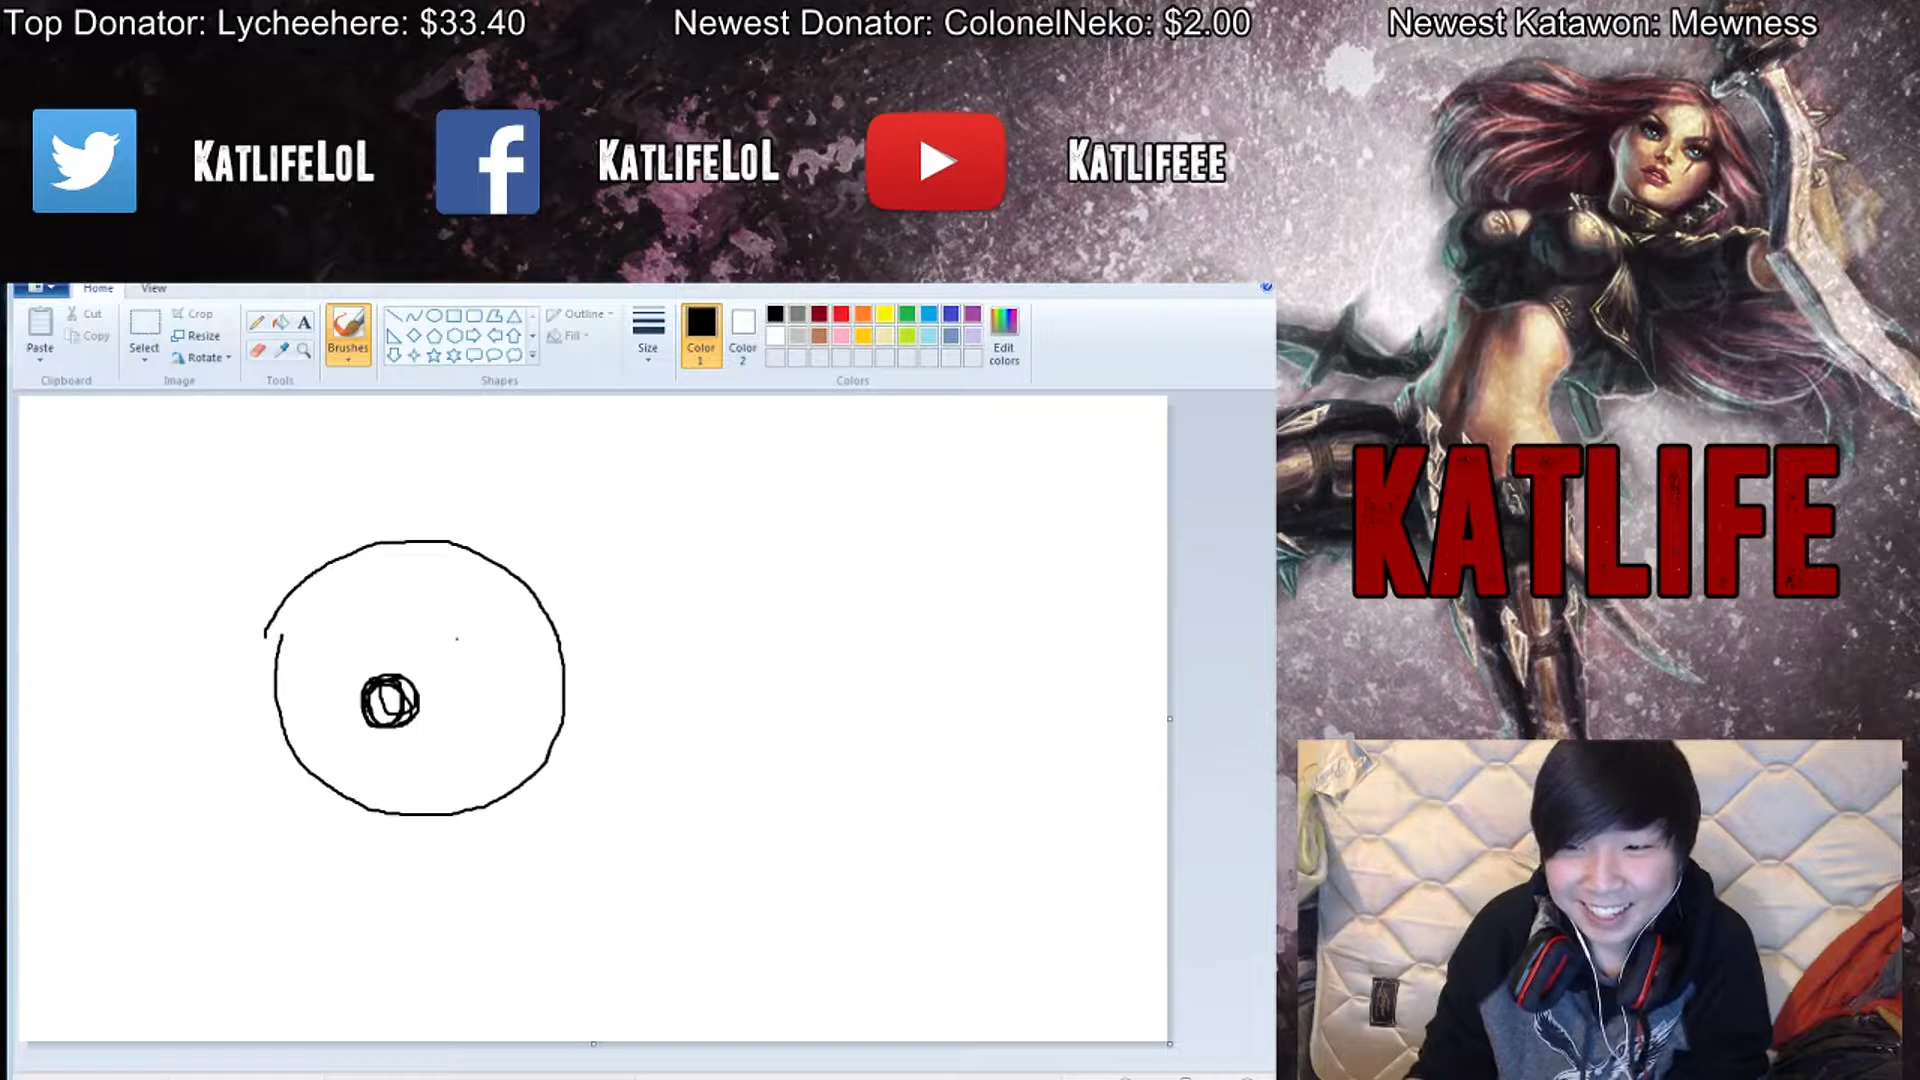 Top Donator: Lycheehere: $33.40
Newest Donator: ColonelNeko: $2.00
Newest Katawon: Mewness
KatlifeLoL
KatlifeLoL
Katlifeee
Home
View
Paste
Cut
Copy
Clipboard
Select
Crop
Resize
Rotate
Image
A
Tools
Brushes
Outline
Fill
Shapes
Size
Color
1
Color
2
Edit
colors
Colors
KATLIFE